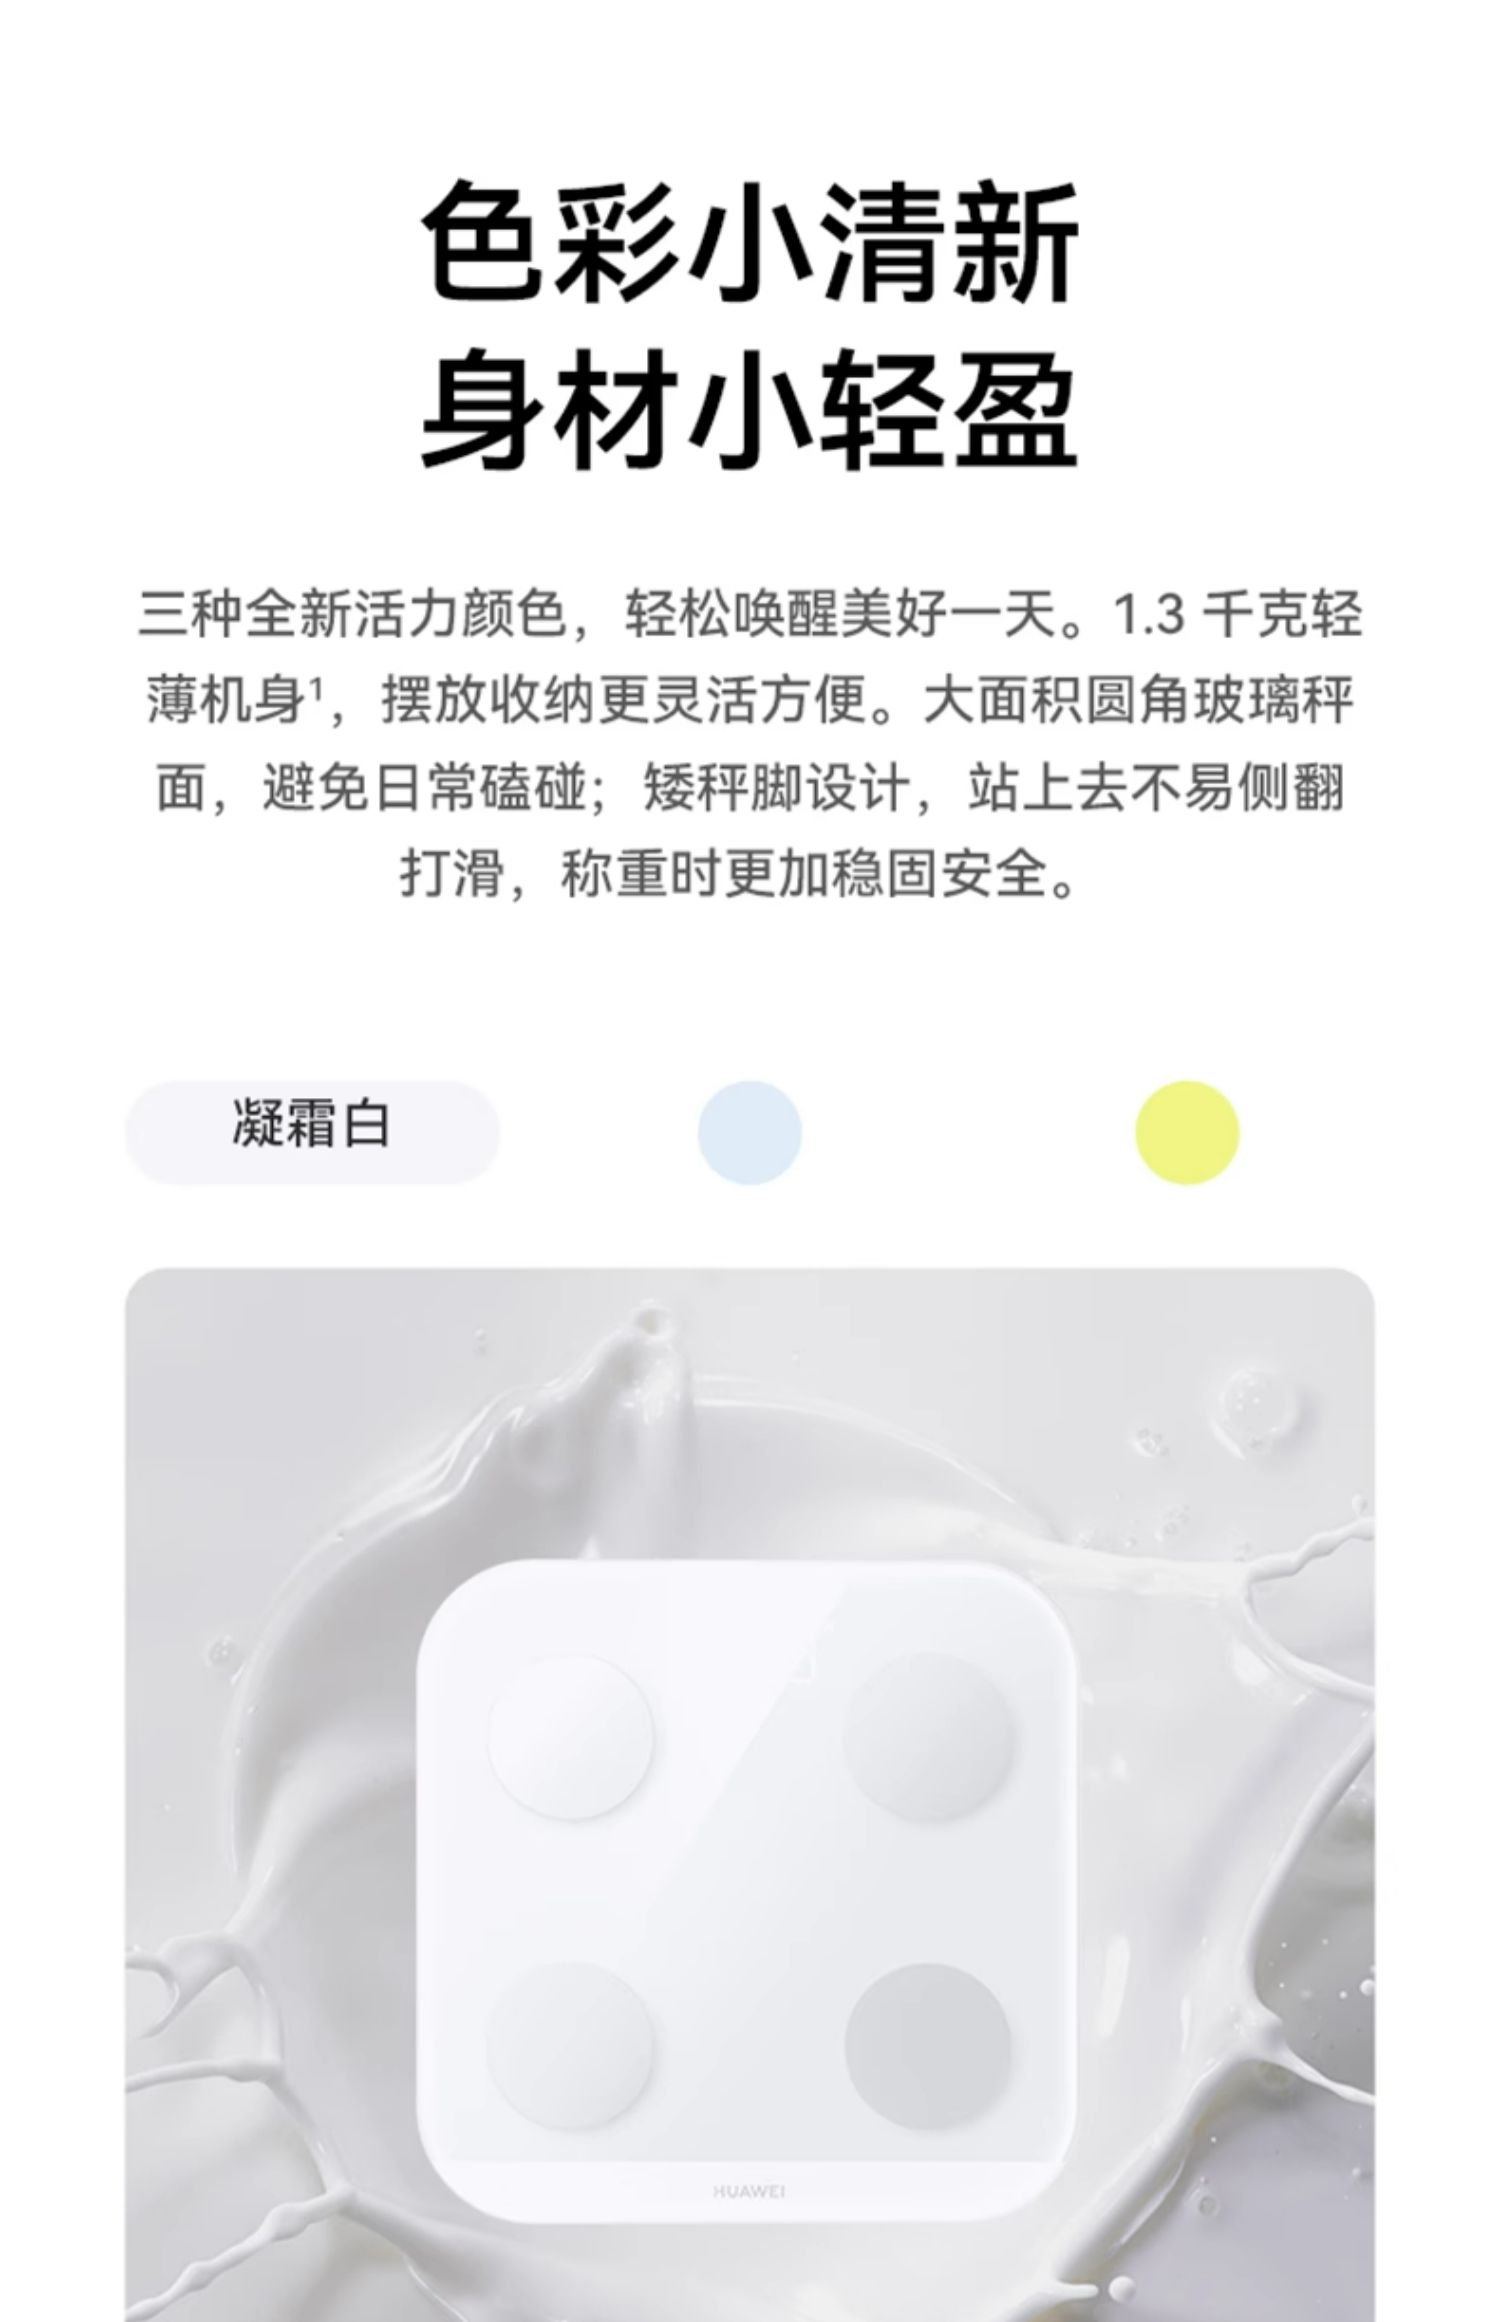 色彩小清新
身材小轻盈
三种全新活力颜色，轻松唤醒美好一天。1.3 千克轻
薄机身¹，摆放收纳更灵活方便。大面积圆角玻璃秤
面，避免日常磕碰；矮秤脚设计，站上去不易侧翻
打滑，称重时更加稳固安全。
凝霜白
HUAWEI